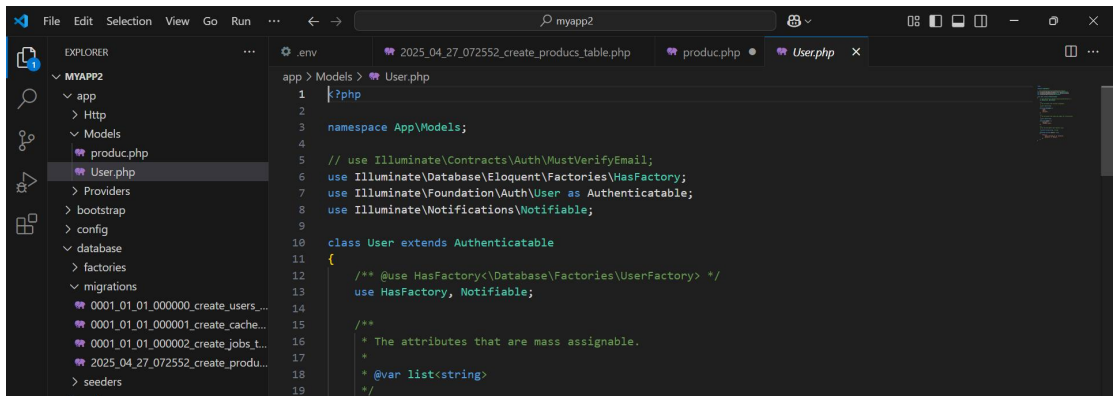 File Edit Selection View Go Run ··· myapp2
EXPLORER ···
.env 2025_04_27_072552_create_producs_table.php produc.php User.php
MYAPP2
app
Http
Models
produc.php
User.php
Providers
bootstrap
config
database
factories
migrations
0001_01_01_000000_create_users_...
0001_01_01_000001_create_cache...
0001_01_01_000002_create_jobs_t...
2025_04_27_072552_create_produ...
seeders
1
app > Models > User.php
1 <?php
2
3 namespace App\Models;
4
5 // use Illuminate\Contracts\Auth\MustVerifyEmail;
6 use Illuminate\Database\Eloquent\Factories\HasFactory;
7 use Illuminate\Foundation\Auth\User as Authenticatable;
8 use Illuminate\Notifications\Notifiable;
9
10 class User extends Authenticatable
11 {
12 /** @use HasFactory<\Database\Factories\UserFactory> */
13 use HasFactory, Notifiable;
14
15 /**
16 * The attributes that are mass assignable.
17 *
18 * @var list<string>
19 */